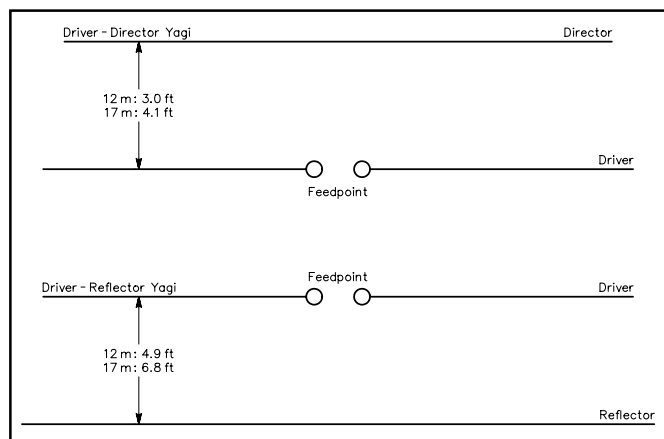 Driver - Director Yagi
Director
12 m: 3.0 ft
17 m: 4.1 ft
Driver
Feedpoint
Feedpoint
Driver - Reflector Yagi
Driver
12 m: 4.9 ft
17 m: 6.8 ft
Reflector